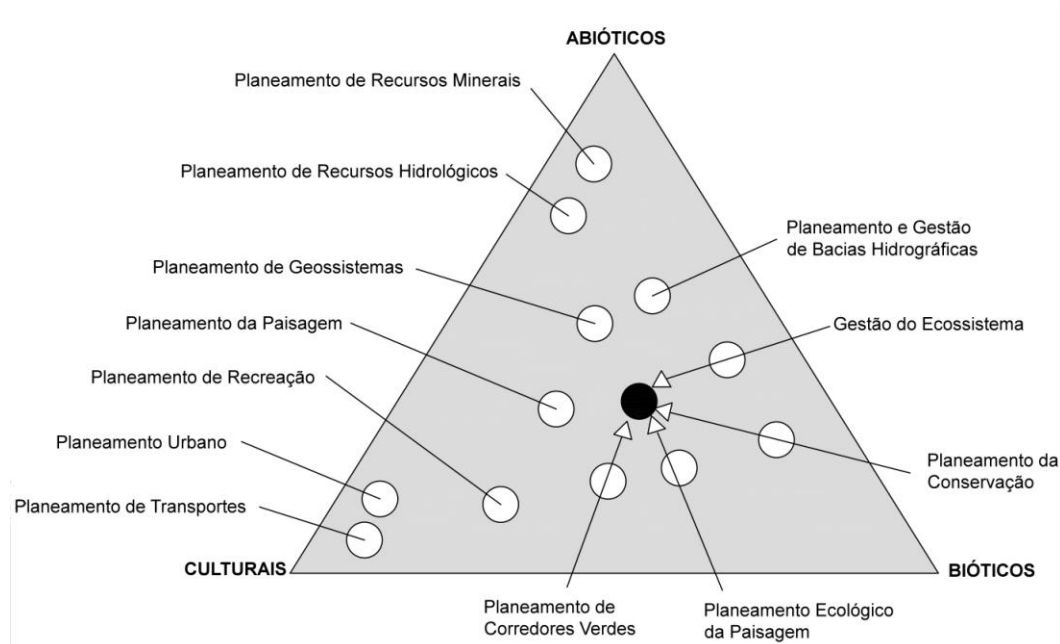 ABIÓTICOS
Planeamento de Recursos Minerais
Planeamento de Recursos Hidrológicos
Planeamento e Gestão
de Bacias Hidrográficas
Planeamento de Geossistemas
Planeamento da Paisagem
Gestão do Ecossistema
Planeamento de Recreação
Planeamento Urbano
Planeamento da
Conservação
Planeamento de Transportes
CULTURAIS
BIÓTICOS
Planeamento de
Corredores Verdes
Planeamento Ecológico
da Paisagem